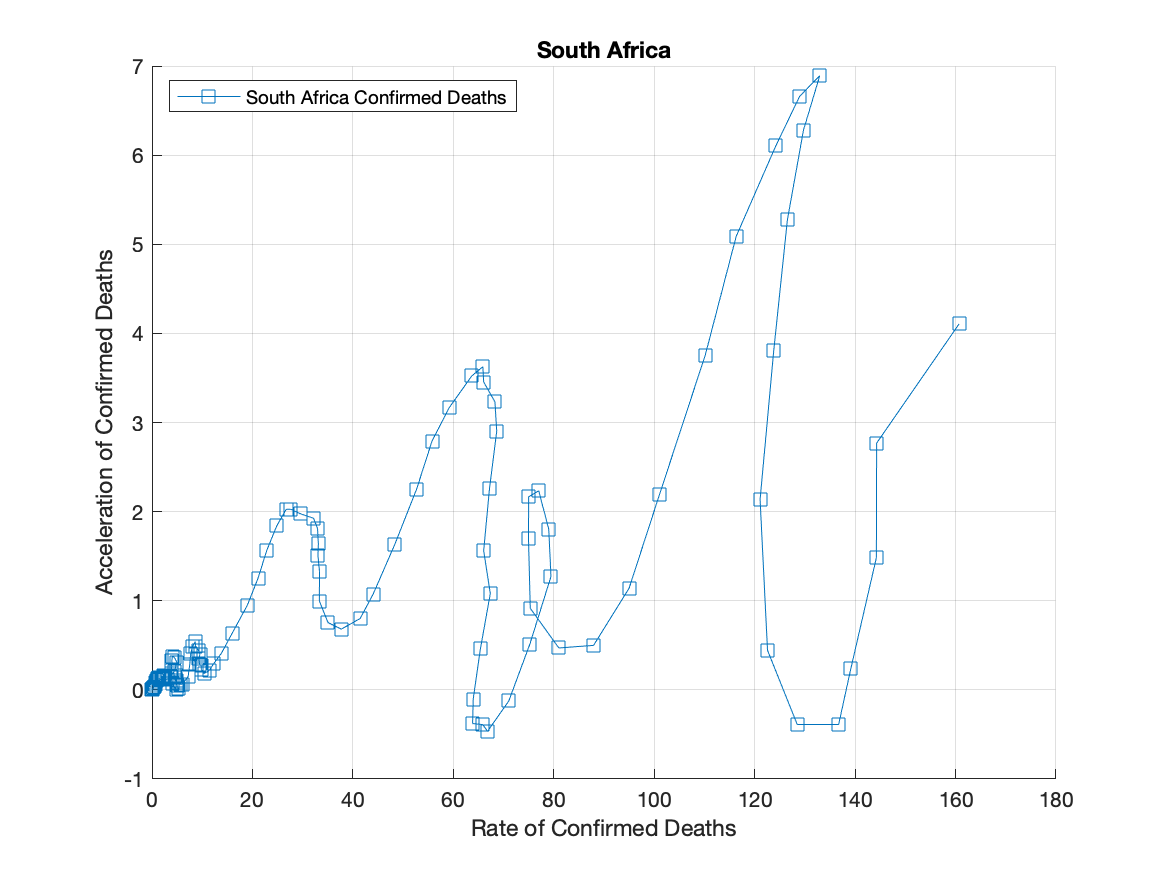 South Africa
South Africa Confirmed Deaths
7
6
5
4
3
2
1
0
-1
Acceleration of Confirmed Deaths
0 20 40 60 80 100 120 140 160 180
Rate of Confirmed Deaths